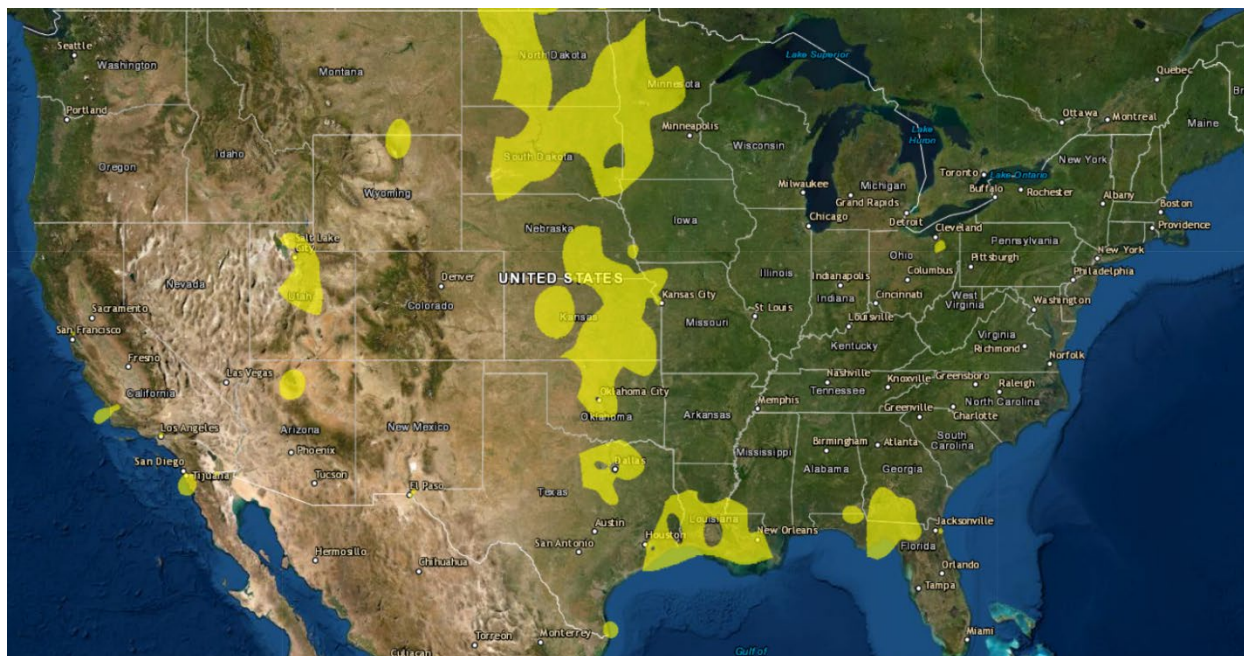 Seattle
Washington
Montana
North Dakota
Minnesota
Lake Superior
Quebec
Portland
Ottawa
Montreal
Maine
Br
Minneapolis
Lake
Huron
Oregon
Idaho
South Dakota
Wisconsin
New York
Toronto
Lake Ontario
Wyoming
Milwaukee
Michigan
Buffalo
Rochester
Albany
Grand Rapids
Boston
Iowa
Chicago
Detroit
Providence
Nebraska
Cleveland
Salt Lake
City
Pennsylvania
New York
Ohio
Pittsburgh
UNITED STATES
Nevada
Denver
Illinois
Indianapolis
Columbus
Philadelphia
Utah
Colorado
Kansas City
Indiana
Cincinnati
West
Virginia
Washington
Sacramento
Kansas
Missouri
St Louis
Louisville
San Francisco
Virginia
Kentucky
Richmond
Norfolk
Fresno
Las Vegas
Nashville
Knoxville
Greensboro
California
Oklahoma City
Tennessee
Raleigh
North Carolina
Memphis
Greenville
Charlotte
Los Angeles
Arizona
New Mexico
Oklahoma
Arkansas
South
Carolina
Phoenix
Birmingham
Atlanta
Mississippi
San Diego
Dallas
Alabama
Georgia
Tijuana
Tucson
El Paso
Texas
Louisiana
Austin
Houston
New Orleans
Jacksonville
San Antonio
Florida
Hermosillo
Chihuahua
Orlando
Tampa
Torreon
Monterrey
Miami
Culiacan
Gulf of